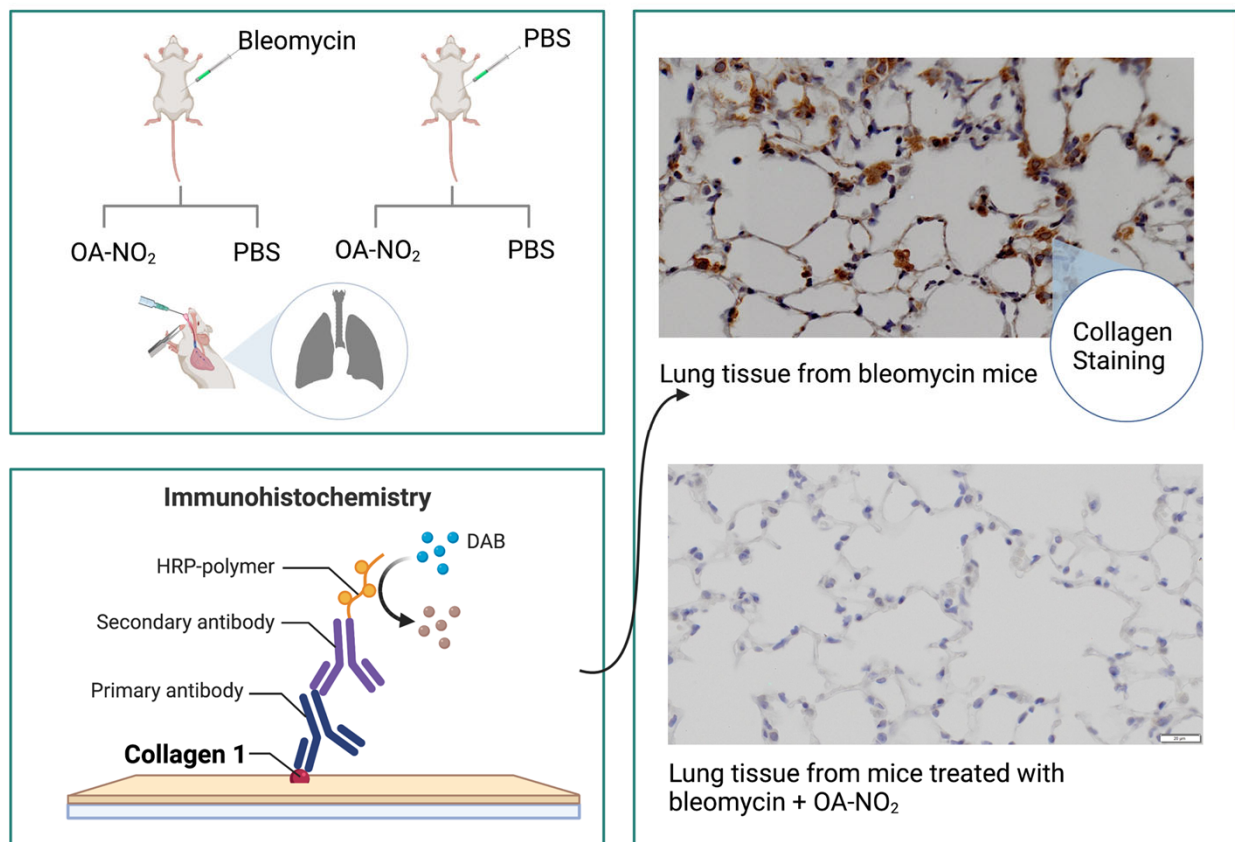 Bleomycin
PBS
OA-NO₂
PBS
OA-NO₂
PBS
Immunohistochemistry
DAB
HRP-polymer
Secondary antibody
Primary antibody
Collagen 1
Collagen
Staining
Lung tissue from bleomycin mice
Lung tissue from mice treated with
bleomycin + OA-NO₂